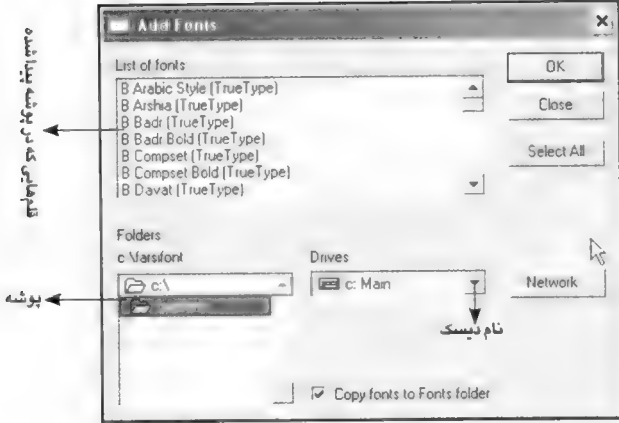 Add Fonts
List of fonts
B Arabic Style (TrueType)
B Arshia (TrueType)
B Badr (TrueType)
B Badr Bold (TrueType)
B Compset (TrueType)
B Compset Bold (TrueType)
B Davat (TrueType)
OK
Close
Select All
قلم‌هایی که در پوشه پیدا شده
Folders
c:\farsifont
Drives
c:\
c: Main
Network
پوشه
نام دیسک
Copy fonts to Fonts folder